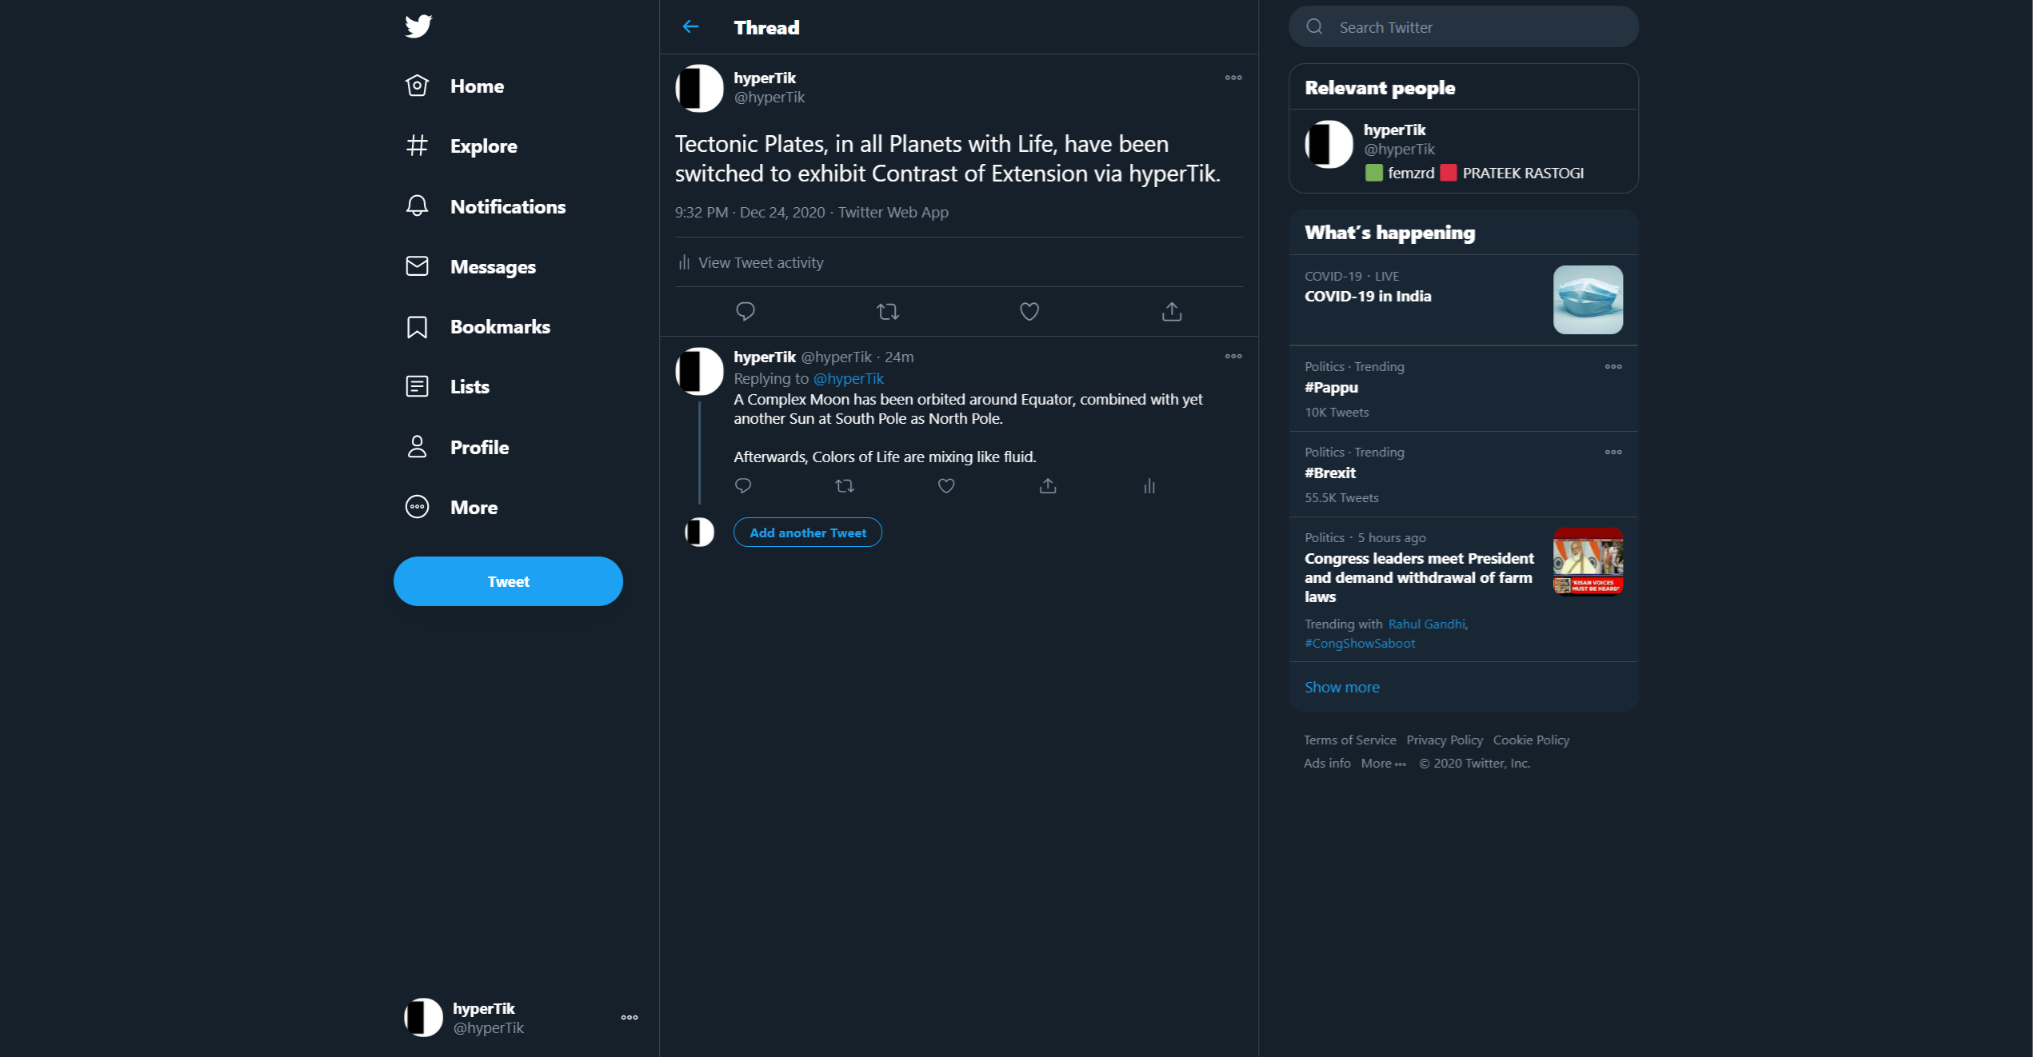 Home
Explore
Notifications
Messages
Bookmarks
Lists
Profile
More
Tweet
hyperTik
@hyperTik
Thread
hyperTik
@hyperTik
Tectonic Plates, in all Planets with Life, have been
switched to exhibit Contrast of Extension via hyperTik.
9:32 PM · Dec 24, 2020 · Twitter Web App
View Tweet activity
hyperTik @hyperTik · 24m
Replying to @hyperTik
A Complex Moon has been orbited around Equator, combined with yet
another Sun at South Pole as North Pole.
Afterwards, Colors of Life are mixing like fluid.
Add another Tweet
Search Twitter
Relevant people
hyperTik
@hyperTik
femzrd PRATEEK RASTOGI
What's happening
COVID-19 · LIVE
COVID-19 in India
Politics · Trending
#Pappu
10K Tweets
Politics · Trending
#Brexit
55.5K Tweets
Politics · 5 hours ago
Congress leaders meet President
and demand withdrawal of farm
laws
"KISAN VOICES
MUST BE HEARD"
Trending with Rahul Gandhi,
#CongShowSaboot
Show more
Terms of Service Privacy Policy Cookie Policy
Ads info More © 2020 Twitter, Inc.